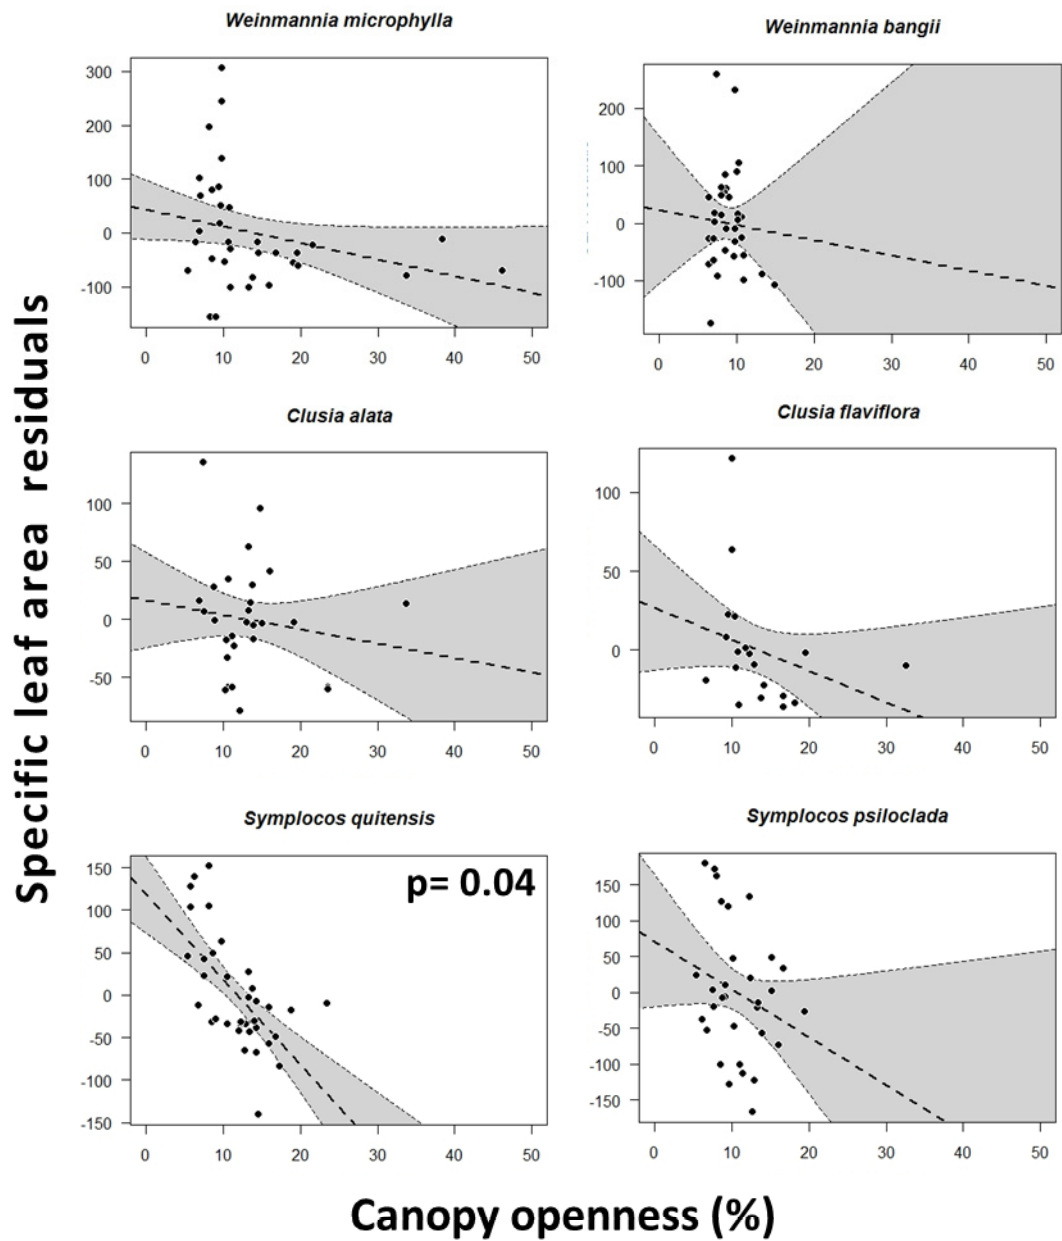 Weinmannia microphylla
Weinmannia bangii
300
200
100
0
-100
0 10 20 30 40 50
200
100
0
-100
0 10 20 30 40 50
Specific leaf area residuals
Clusia alata
Clusia flaviflora
100
50
0
-50
0 10 20 30 40 50
100
50
0
0 10 20 30 40 50
Symplocos quitensis
Symplocos psiloclada
p= 0.04
150
100
50
0
-50
-100
-150
0 10 20 30 40 50
150
100
50
0
-50
-100
-150
0 10 20 30 40 50
Canopy openness (%)